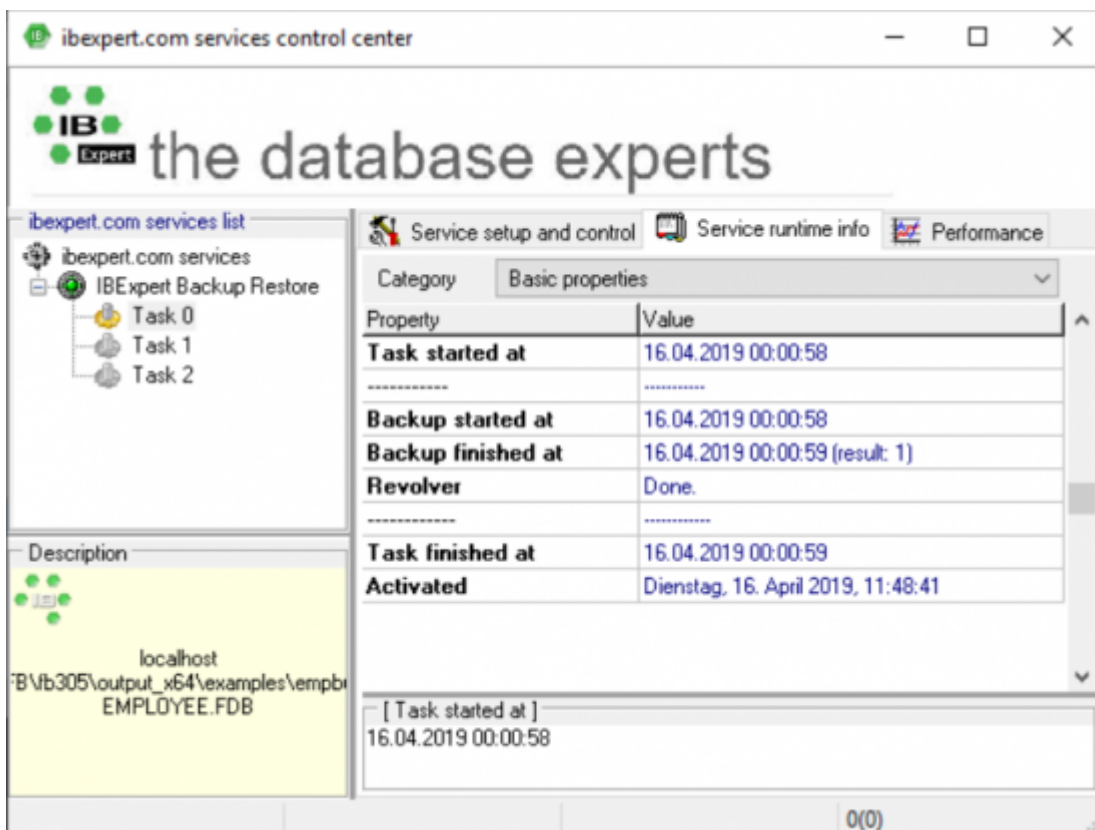 ibexpert.com services control center
IB
Expert
the database experts
ibexpert.com services list
ibexpert.com services
IBExpert Backup Restore
Task 0
Task 1
Task 2
Description
localhost
B\fb305\output_x64\examples\empb
EMPLOYEE.FDB
Service setup and control
Service runtime info
Performance
Category
Basic properties
Property Value
Task started at 16.04.2019 00:00:58
----------- -----------
Backup started at 16.04.2019 00:00:58
Backup finished at 16.04.2019 00:00:59 (result: 1)
Revolver Done.
------------ ------------
Task finished at 16.04.2019 00:00:59
Activated Dienstag, 16. April 2019, 11:48:41
[ Task started at ]
16.04.2019 00:00:58
0(0)